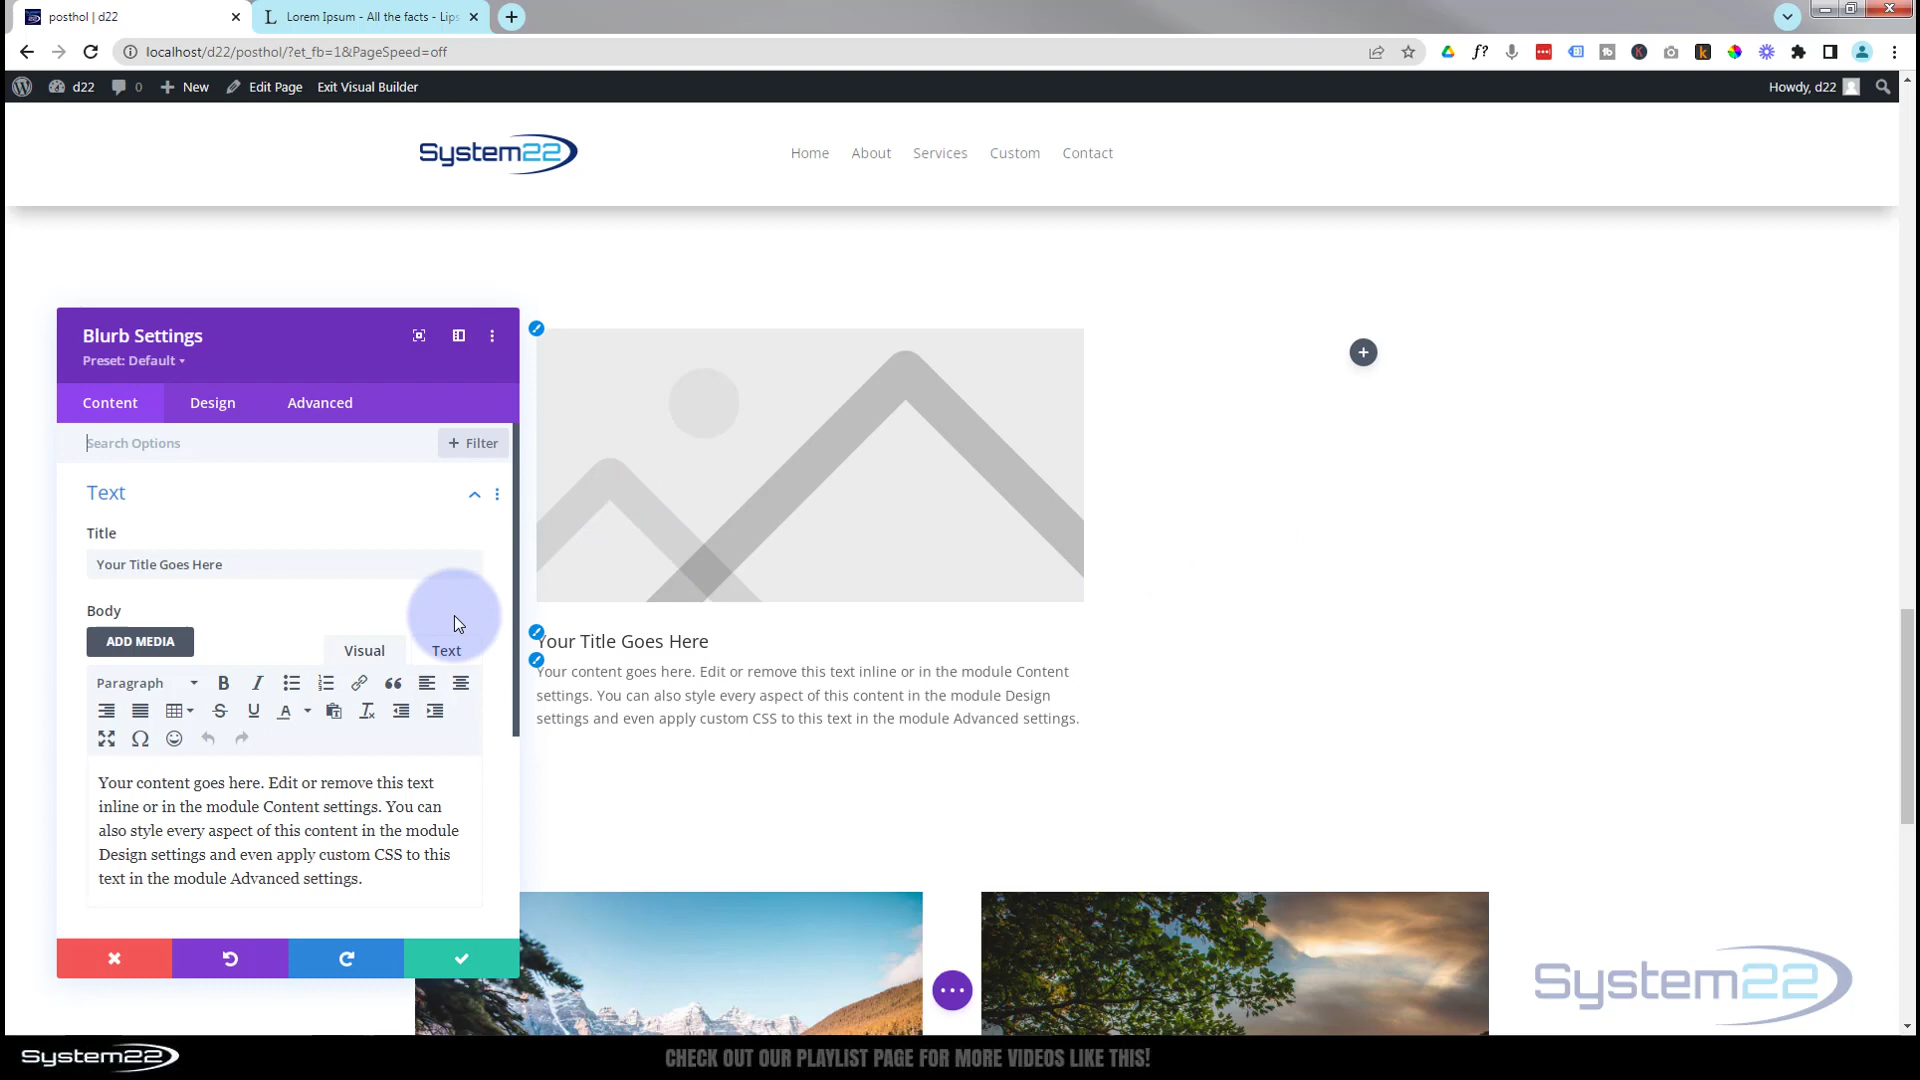 posthol | d22
Lorem Ipsum - All the facts - Lips
localhost/d22/posthol/?et_fb=1&PageSpeed=off
d22
0
New
Edit Page
Exit Visual Builder
Howdy, d22
System22
Home
About
Services
Custom
Contact
Blurb Settings
Preset: Default
Content
Design
Advanced
Search Options
+ Filter
Text
Title
Your Title Goes Here
Body
ADD MEDIA
Visual
Text
Paragraph
Your content goes here. Edit or remove this text
inline or in the module Content settings. You can
also style every aspect of this content in the module
Design settings and even apply custom CSS to this
text in the module Advanced settings.
Your Title Goes Here
Your content goes here. Edit or remove this text inline or in the module Content
settings. You can also style every aspect of this content in the module Design
settings and even apply custom CSS to this text in the module Advanced settings.
System22
System22
CHECK OUT OUR PLAYLIST PAGE FOR MORE VIDEOS LIKE THIS!